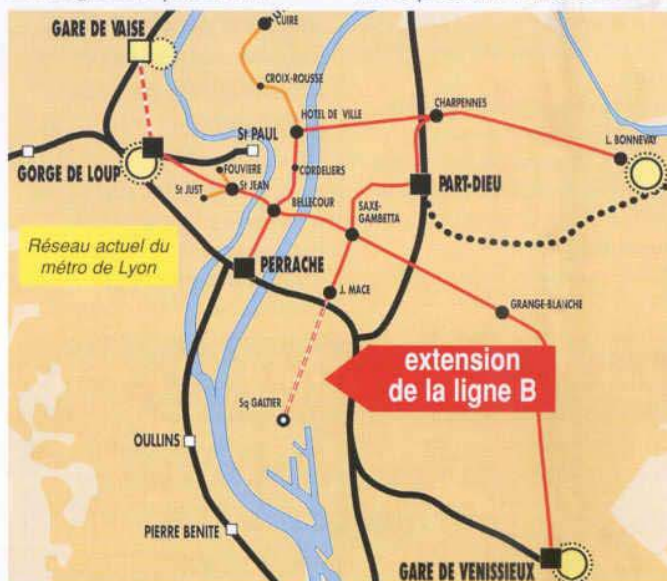 GARE DE VAISE
CUIRE
CROIX-ROUSSE
HOTEL DE VILLE
CHARPENNES
St PAUL
L. BONNEVAY
GORGE DE LOUP
FOUVIERE
CORDELIERS
St JUST
St JEAN
PART-DIEU
BELLECOUR
SAXE-
GAMBETTA
Réseau actuel du
métro de Lyon
PERRACHE
J. MACE
GRANGE-BLANCHE
extension
de la ligne B
Sq GALTIER
OULLINS
PIERRE BENITE
GARE DE VENISSIEUX